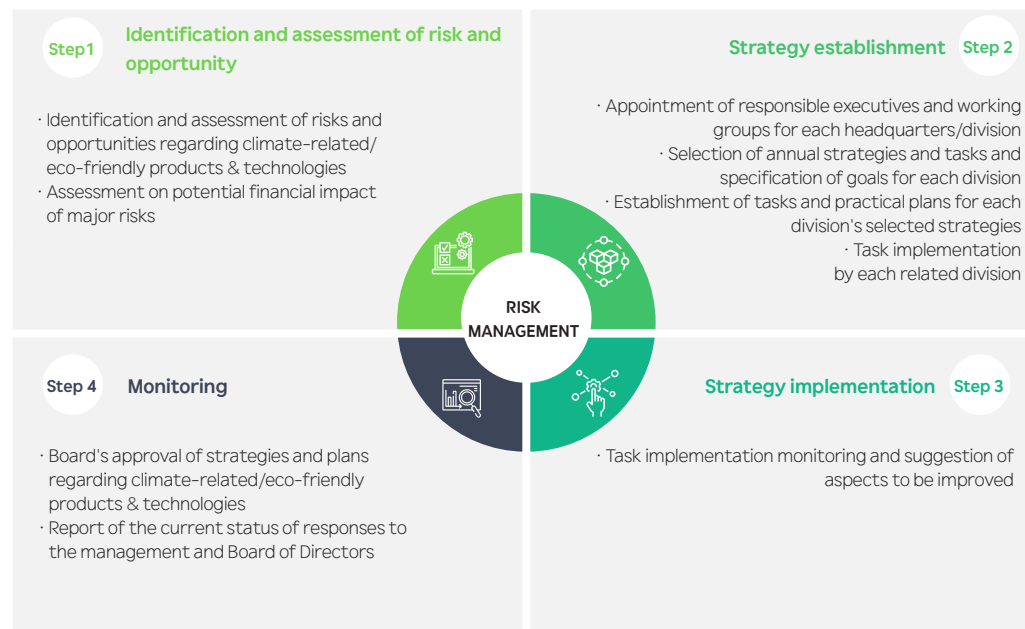 Step1
Identification and assessment of risk and
opportunity
· Identification and assessment of risks and
opportunities regarding climate-related/
eco-friendly products & technologies
· Assessment on potential financial impact
of major risks
Strategy establishment
Step 2
· Appointment of responsible executives and working
groups for each headquarters/division
· Selection of annual strategies and tasks and
specification of goals for each division
· Establishment of tasks and practical plans for each
division's selected strategies
· Task implementation
by each related division
RISK
MANAGEMENT
Step 4
Monitoring
· Board's approval of strategies and plans
regarding climate-related/eco-friendly
products & technologies
· Report of the current status of responses to
the management and Board of Directors
Strategy implementation
Step 3
· Task implementation monitoring and suggestion of
aspects to be improved